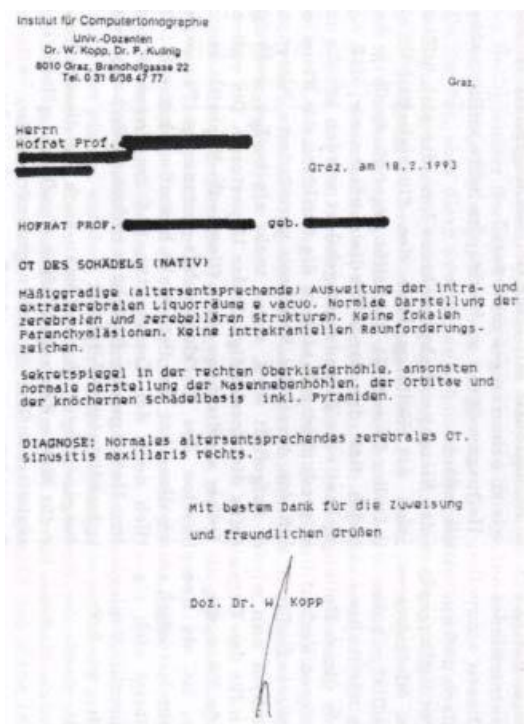 Institut für Computertomographie
Univ.-Dozenten
Dr. W. Kopp, Dr. P. Kullnig
8010 Graz, Brandhofgasse 22
Tel. 0 31 6/38 47 77
Graz,
Herrn
Hofrat Prof.
Graz, am 18.2.1993
HOFRAT PROF. geb.
CT DES SCHÄDELS (NATIV)
Mäßiggradige (altersentsprechende) Ausweitung der intra- und
extrazerebralen Liquorräume e vacuo. Normlae Darstellung der
zerebralen und zerebellären Strukturen. Keine fokalen
Parenchymläsionen. Keine intrakraniellen Raumforderungs-
zeichen.
Sekretspiegel in der rechten Oberkieferhöhle, ansonsten
normale Darstellung der Nasennebenhöhlen, der Orbitae und
der knöchernen Schädelbasis inkl. Pyramiden.
DIAGNOSE: Normales altersentsprechendes zerebrales CT.
Sinusitis maxillaris rechts.
Mit bestem Dank für die Zuweisung
und freundlichen Grüßen
Doz. Dr. W. Kopp